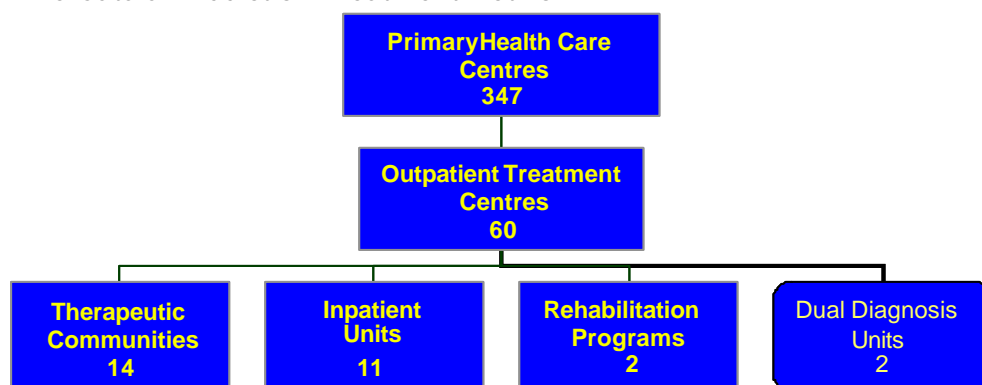 PrimaryHealth Care
Centres
347
Outpatient Treatment
Centres
60
Therapeutic
Communities
14
Inpatient
Units
11
Rehabilitation
Programs
2
Dual Diagnosis
Units
2